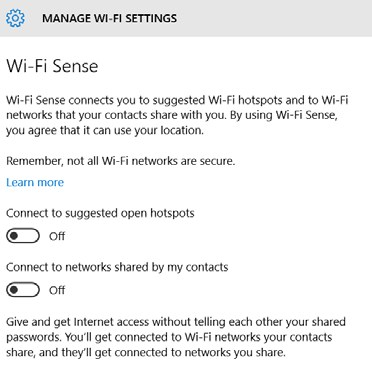 MANAGE WI-FI SETTINGS
Wi-Fi Sense
Wi-Fi Sense connects you to suggested Wi-Fi hotspots and to Wi-Fi
networks that your contacts share with you. By using Wi-Fi Sense,
you agree that it can use your location.
Remember, not all Wi-Fi networks are secure.
Learn more
Connect to suggested open hotspots
Off
Connect to networks shared by my contacts
Off
Give and get Internet access without telling each other your shared
passwords. You'll get connected to Wi-Fi networks your contacts
share, and they'll get connected to networks you share.